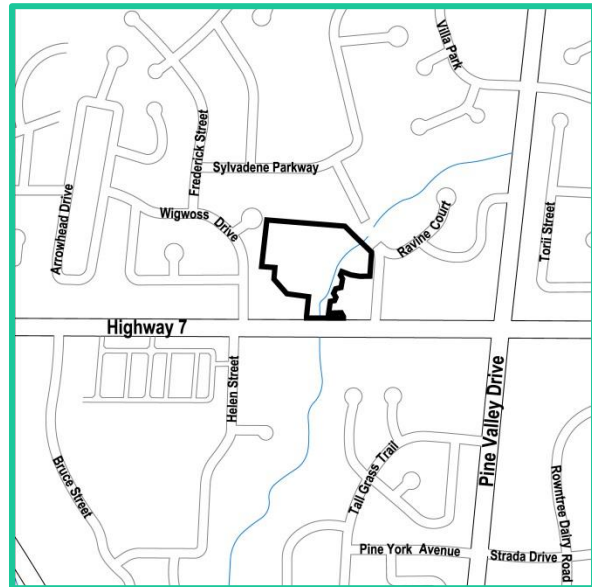 Villa Park
Frederick Street
Sylvadene Parkway
Arrowhead Drive
Wigwoss Drive
Ravine Court
Torii Street
Highway 7
Helen Street
Pine Valley Drive
Bruce Street
Tall Grass Trail
Rowntree Dairy
Road
Pine York Avenue
Strada Drive